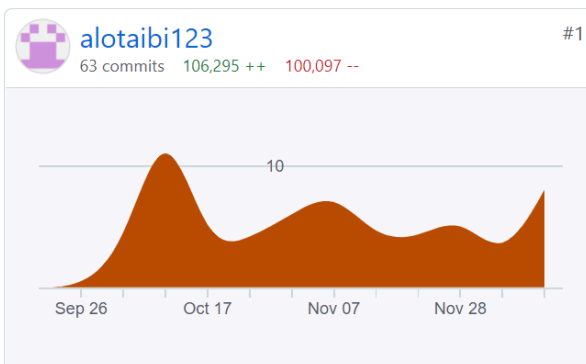 alotaibi123
#1
63 commits 106,295 ++ 100,097 --
10
Sep 26 Oct 17 Nov 07 Nov 28